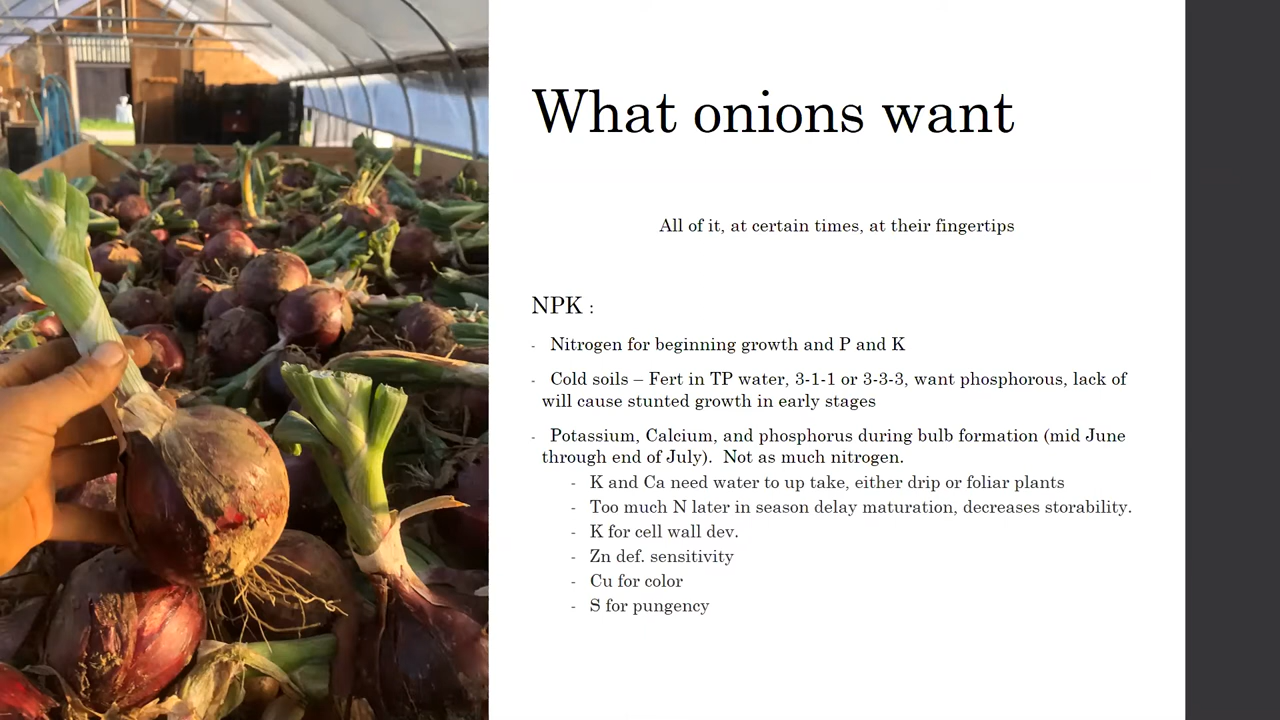 What onions want
All of it, at certain times, at their fingertips
NPK :
- Nitrogen for beginning growth and P and K
- Cold soils – Fert in TP water, 3-1-1 or 3-3-3, want phosphorous, lack of
will cause stunted growth in early stages
- Potassium, Calcium, and phosphorus during bulb formation (mid June
through end of July). Not as much nitrogen.
- K and Ca need water to up take, either drip or foliar plants
- Too much N later in season delay maturation, decreases storability.
- K for cell wall dev.
- Zn def. sensitivity
- Cu for color
- S for pungency